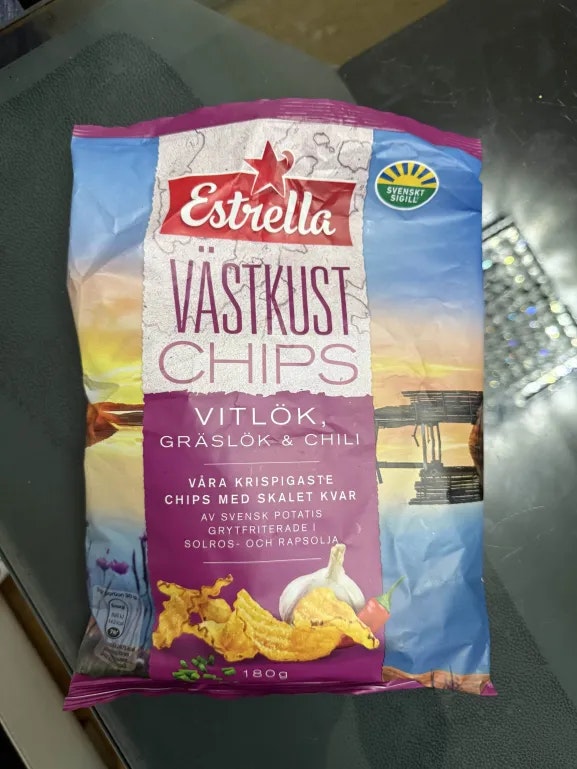 Estrella
SVENSKT
SIGILL
VÄSTKUST
CHIPS
VITLÖK,
GRÄSLÖK & CHILI
VÅRA KRISPIGASTE
CHIPS MED SKALET KVAR
AV SVENSK POTATIS
GRYTFRITERADE I
SOLROS- OCH RAPSOLJA
180g